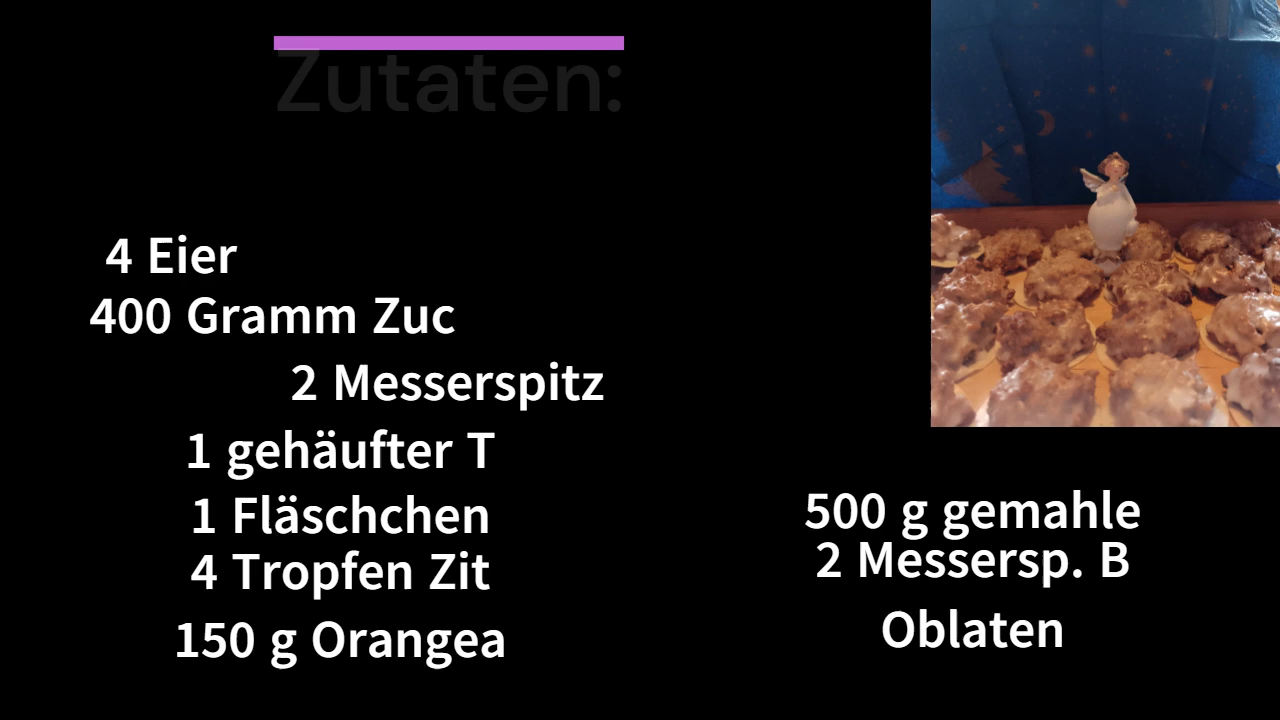 Zutaten:
4 Eier
400 Gramm Zuc
2 Messerspitz
1 gehäufter T
1 Fläschchen
4 Tropfen Zit
150 g Orangea
500 g gemahle
2 Messersp. B
Oblaten